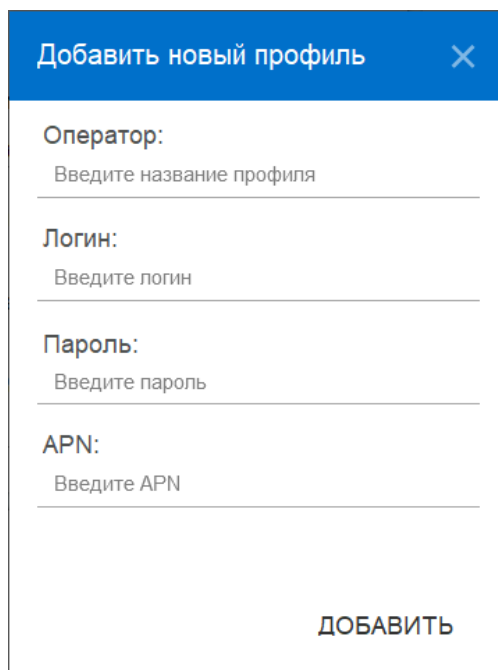 Добавить новый профиль
Оператор:
Введите название профиля
Логин:
Введите логин
Пароль:
Введите пароль
APN:
Введите APN
ДОБАВИТЬ